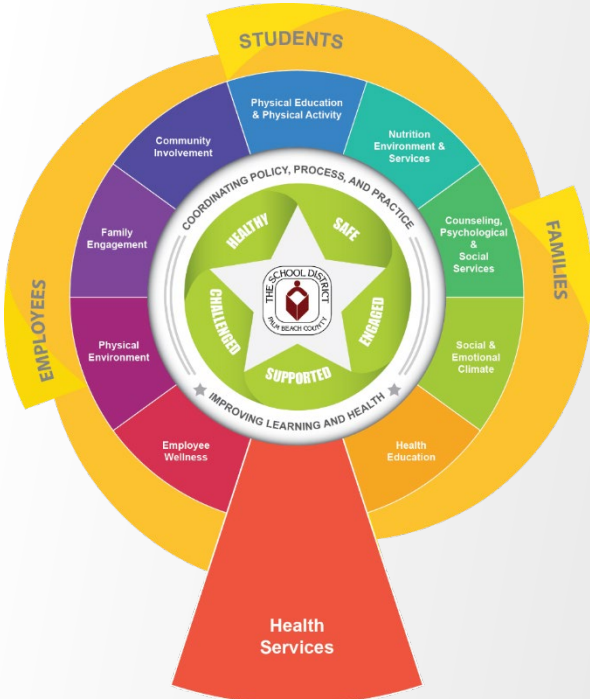 STUDENTS
Physical Education
& Physical Activity
Nutrition
Environment &
Services
Community
Involvement
COORDINATING POLICY, PROCESS, AND PRACTICE
HEALTHY
SAFE
Counseling,
Psychological
&
Social
Services
FAMILIES
Family
Engagement
THE SCHOOL DISTRICT
PALM BEACH COUNTY
EMPLOYEES
CHALLENGED
ENGAGED
Physical
Environment
Social &
Emotional
Climate
SUPPORTED
IMPROVING LEARNING AND HEALTH
Employee
Wellness
Health
Education
Health
Services